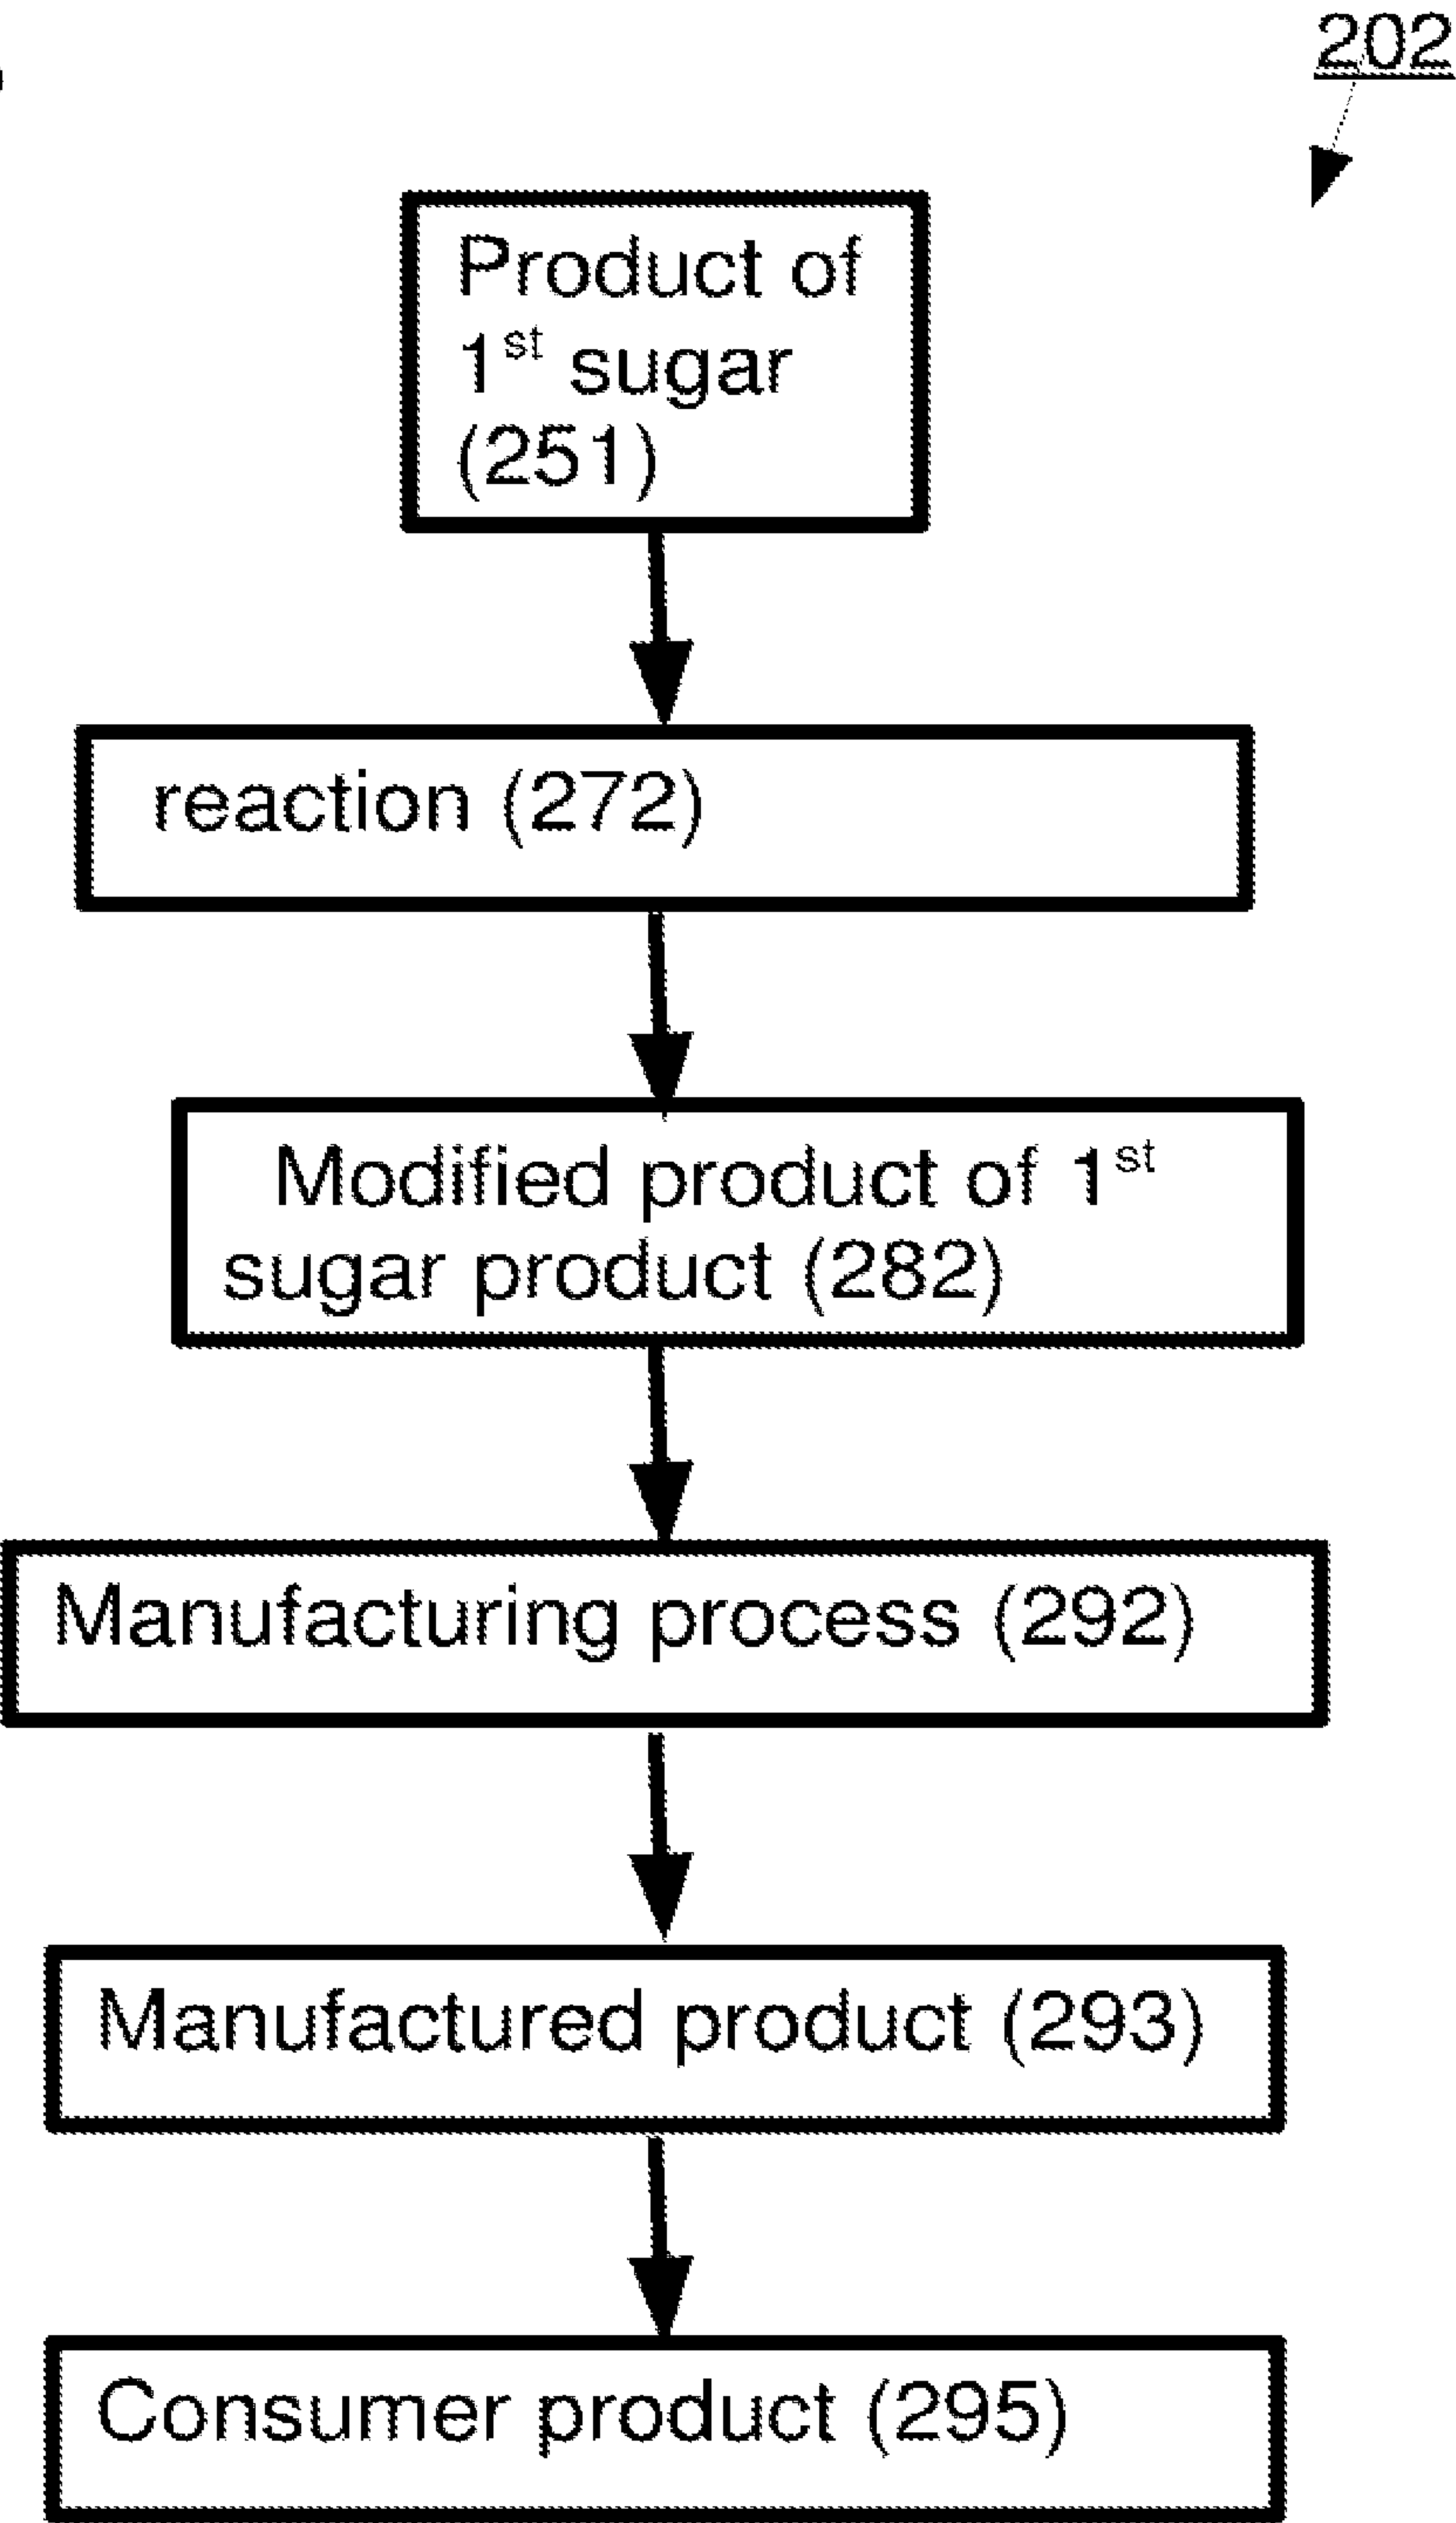 202
Product of
1st sugar
(251)
reaction (272)
Modified product of 1st
sugar product (282)
Manufacturing process (292)
Manufactured product (293)
Consumer product (295)